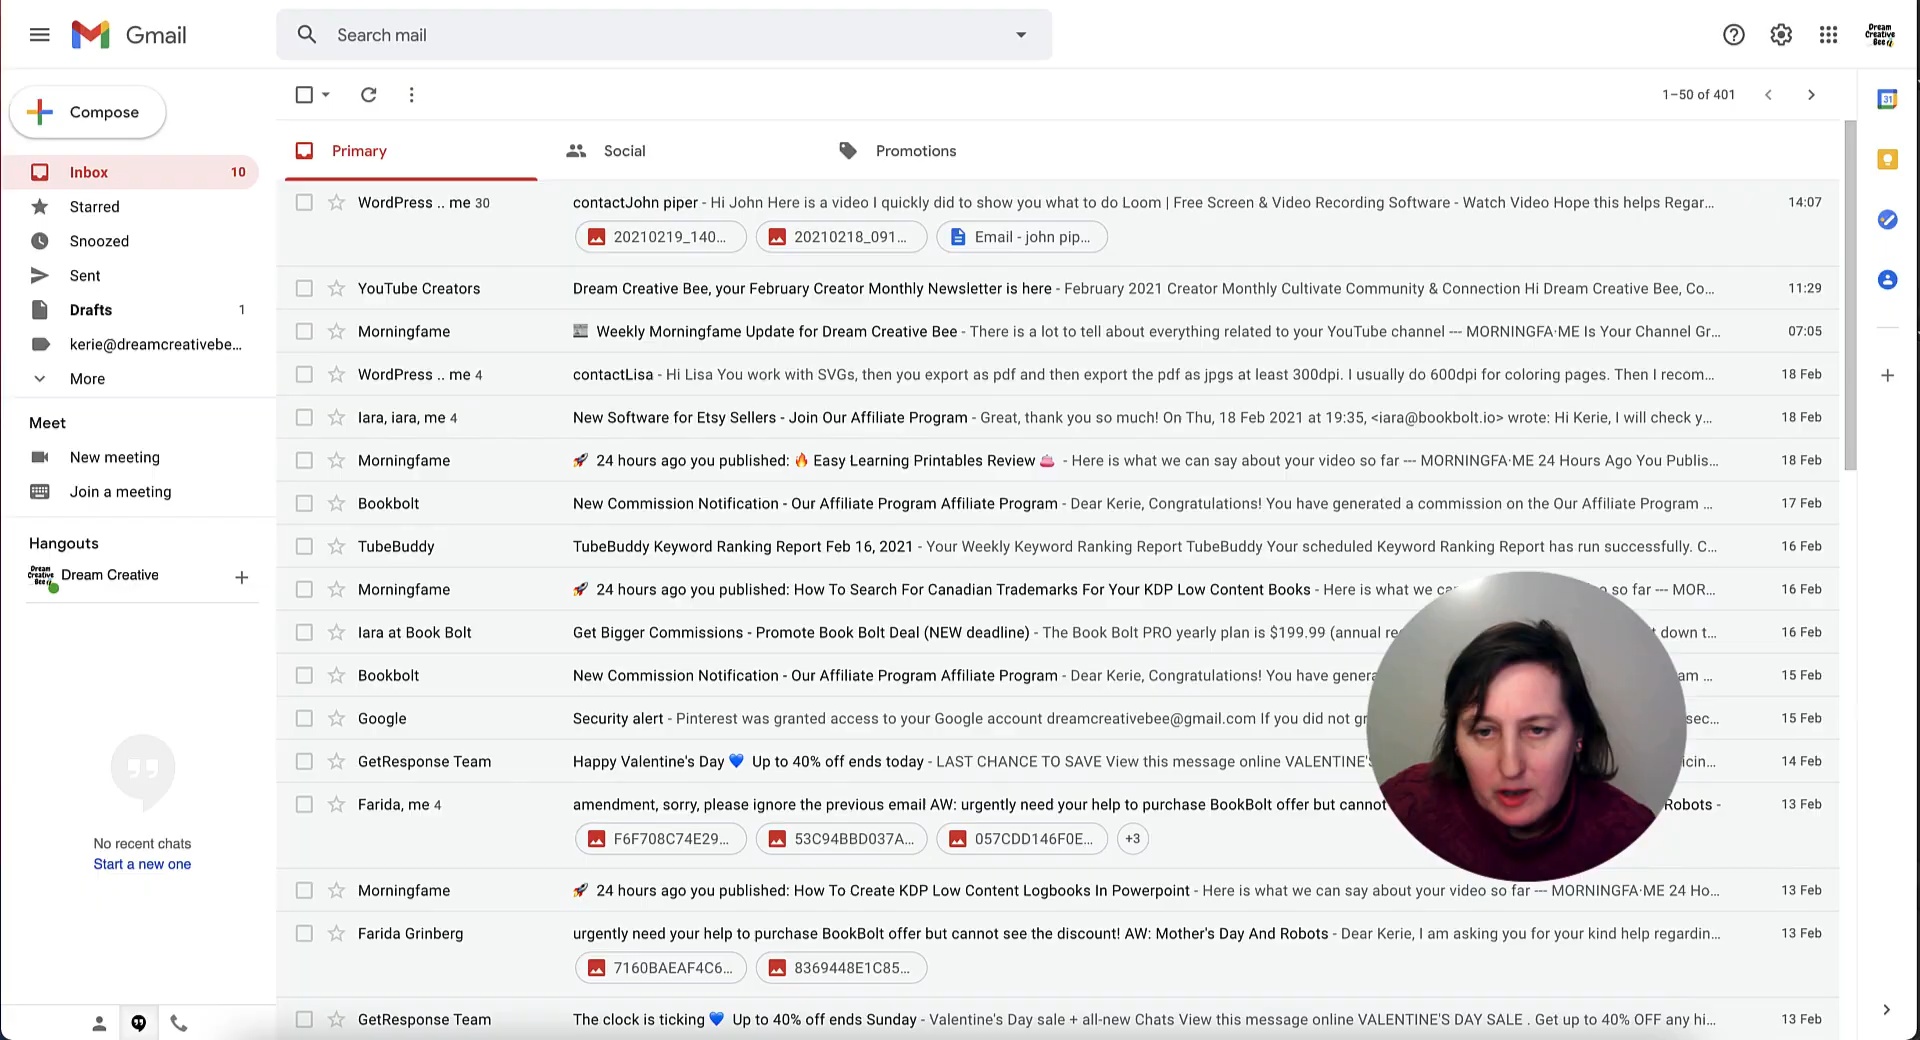 Gmail
Search mail
Dream Creative Bee
Compose
1–50 of 401
Primary
Social
Promotions
Inbox 10
Starred
Snoozed
Sent
Drafts 1
kerie@dreamcreativebe...
More
Meet
New meeting
Join a meeting
Hangouts
Dream Creative Bee
Dream Creative
No recent chats
Start a new one
WordPress .. me 30 contactJohn piper - Hi John Here is a video I quickly did to show you what to do Loom | Free Screen & Video Recording Software - Watch Video Hope this helps Regar... 14:07
20210219_140... 20210218_091... Email - john pip...
YouTube Creators Dream Creative Bee, your February Creator Monthly Newsletter is here - February 2021 Creator Monthly Cultivate Community & Connection Hi Dream Creative Bee, Co... 11:29
Morningfame Weekly Morningfame Update for Dream Creative Bee - There is a lot to tell about everything related to your YouTube channel --- MORNINGFA·ME Is Your Channel Gr... 07:05
WordPress .. me 4 contactLisa - Hi Lisa You work with SVGs, then you export as pdf and then export the pdf as jpgs at least 300dpi. I usually do 600dpi for coloring pages. Then I recom... 18 Feb
Iara, iara, me 4 New Software for Etsy Sellers - Join Our Affiliate Program - Great, thank you so much! On Thu, 18 Feb 2021 at 19:35, <iara@bookbolt.io> wrote: Hi Kerie, I will check y... 18 Feb
Morningfame 🚀 24 hours ago you published: 🔥 Easy Learning Printables Review 👛 - Here is what we can say about your video so far --- MORNINGFA·ME 24 Hours Ago You Publis... 18 Feb
Bookbolt New Commission Notification - Our Affiliate Program Affiliate Program - Dear Kerie, Congratulations! You have generated a commission on the Our Affiliate Program ... 17 Feb
TubeBuddy TubeBuddy Keyword Ranking Report Feb 16, 2021 - Your Weekly Keyword Ranking Report TubeBuddy Your scheduled Keyword Ranking Report has run successfully. C... 16 Feb
Morningfame 🚀 24 hours ago you published: How To Search For Canadian Trademarks For Your KDP Low Content Books - Here is what we so far --- MOR... 16 Feb
Iara at Book Bolt Get Bigger Commissions - Promote Book Bolt Deal (NEW deadline) - The Book Bolt PRO yearly plan is $199.99 (annual down t... 16 Feb
Bookbolt New Commission Notification - Our Affiliate Program Affiliate Program - Dear Kerie, Congratulations! You have ... 15 Feb
Google Security alert - Pinterest was granted access to your Google account dreamcreativebee@gmail.com If you did not sec... 15 Feb
GetResponse Team Happy Valentine's Day 💙 Up to 40% off ends today - LAST CHANCE TO SAVE View this message online 14 Feb
Farida, me 4 amendment, sorry, please ignore the previous email AW: urgently need your help to purchase BookBolt offer but cannot Robots - 13 Feb
F6F708C74E29... 53C94BBD037A... 057CDD146F0E... +3
Morningfame 🚀 24 hours ago you published: How To Create KDP Low Content Logbooks In Powerpoint - Here is what we can say about your video so far --- MORNINGFA·ME 24 Ho... 13 Feb
Farida Grinberg urgently need your help to purchase BookBolt offer but cannot see the discount! AW: Mother's Day And Robots - Dear Kerie, I am asking you for your kind help regardin... 13 Feb
7160BAEAF4C6... 8369448E1C85...
GetResponse Team The clock is ticking 💙 Up to 40% off ends Sunday - Valentine's Day sale + all-new Chats View this message online VALENTINE'S DAY SALE . Get up to 40% OFF any hi... 13 Feb
31